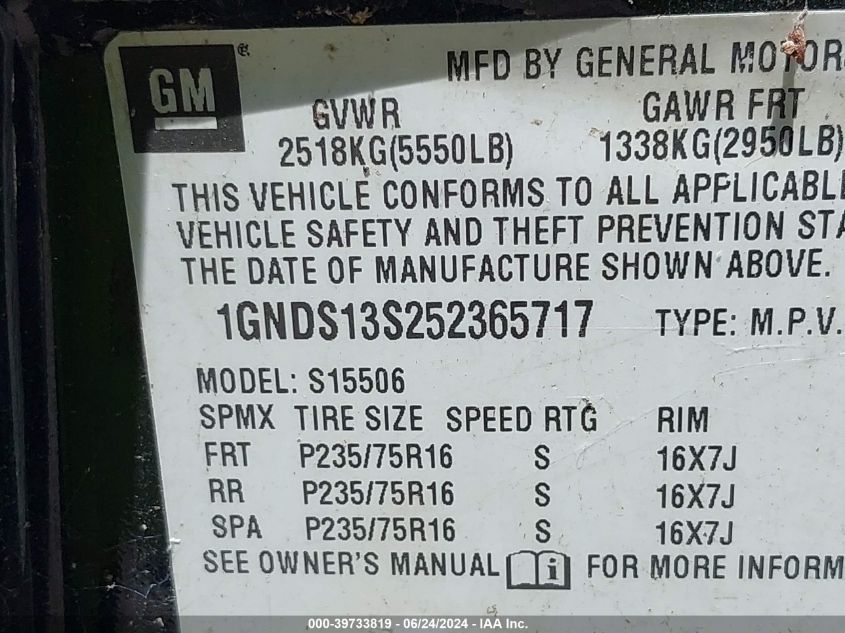 GM
MFD BY GENERAL MOTORS
GVWR GAWR FRT
2518KG(5550LB) 1338KG(2950LB)
THIS VEHICLE CONFORMS TO ALL APPLICABLE
VEHICLE SAFETY AND THEFT PREVENTION STA
THE DATE OF MANUFACTURE SHOWN ABOVE.
1GNDS13S252365717 TYPE: M.P.V.
MODEL: S15506
SPMX TIRE SIZE SPEED RTG RIM
FRT P235/75R16 S 16X7J
RR P235/75R16 S 16X7J
SPA P235/75R16 S 16X7J
SEE OWNER'S MANUAL i FOR MORE INFORM
000-39733819 / 06/24/2024 / © IAA Inc.